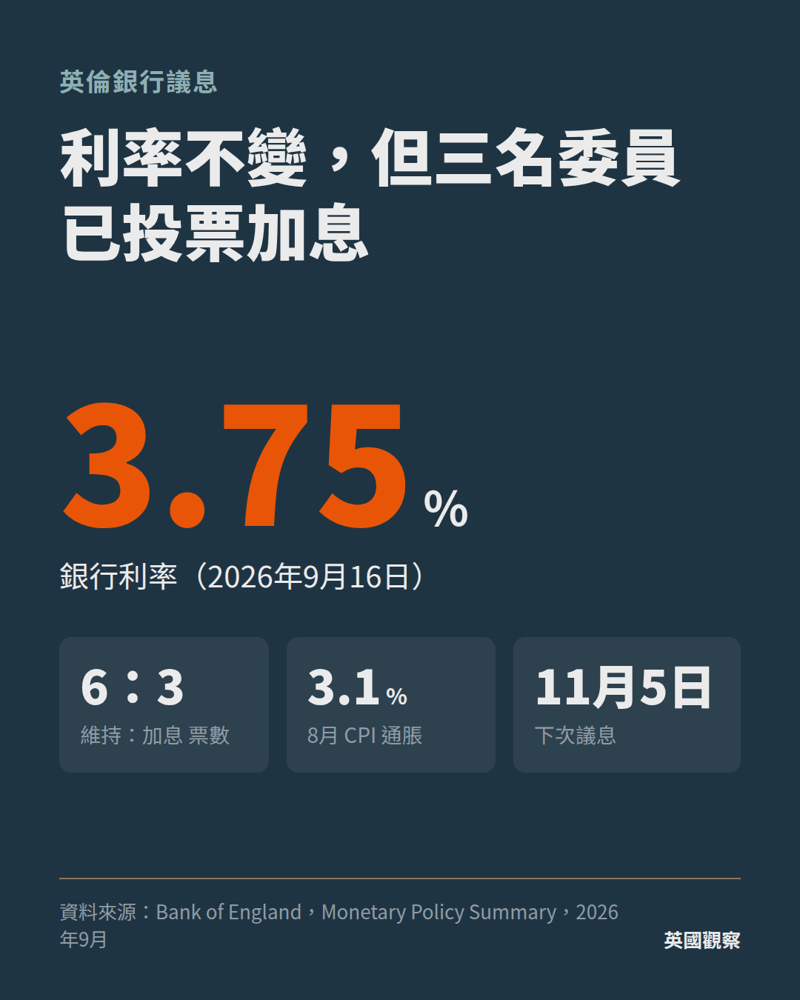 英倫銀行議息
利率不變，但三名委員
已投票加息
3.75%
銀行利率（2026年9月16日）
6：3
維持：加息 票數
3.1%
8月 CPI 通脹
11月5日
下次議息
資料來源：Bank of England，Monetary Policy Summary，2026
年9月
英國觀察